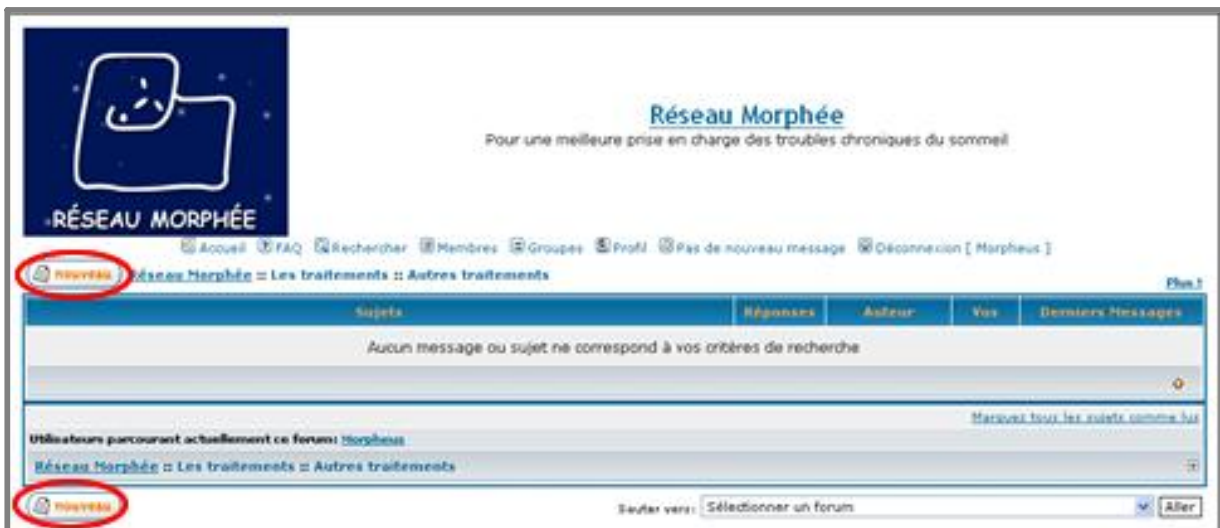 Réseau Morphée
Pour une meilleure prise en charge des troubles chroniques du sommeil
RÉSEAU MORPHÉE
Accueil FAQ Rechercher Membres Groupes Profil Pas de nouveau message Déconnexion [ Morpheus ]
nouveau Réseau Morphée :: Les traitements :: Autres traitements
Plus !
Sujets Réponses Auteur Vus Derniers Messages
Aucun message ou sujet ne correspond à vos critères de recherche
Marquez tous les sujets comme lus
Utilisateurs parcourant actuellement ce forum: Morpheus
Réseau Morphée :: Les traitements :: Autres traitements
nouveau Sauter vers: Sélectionner un forum Aller